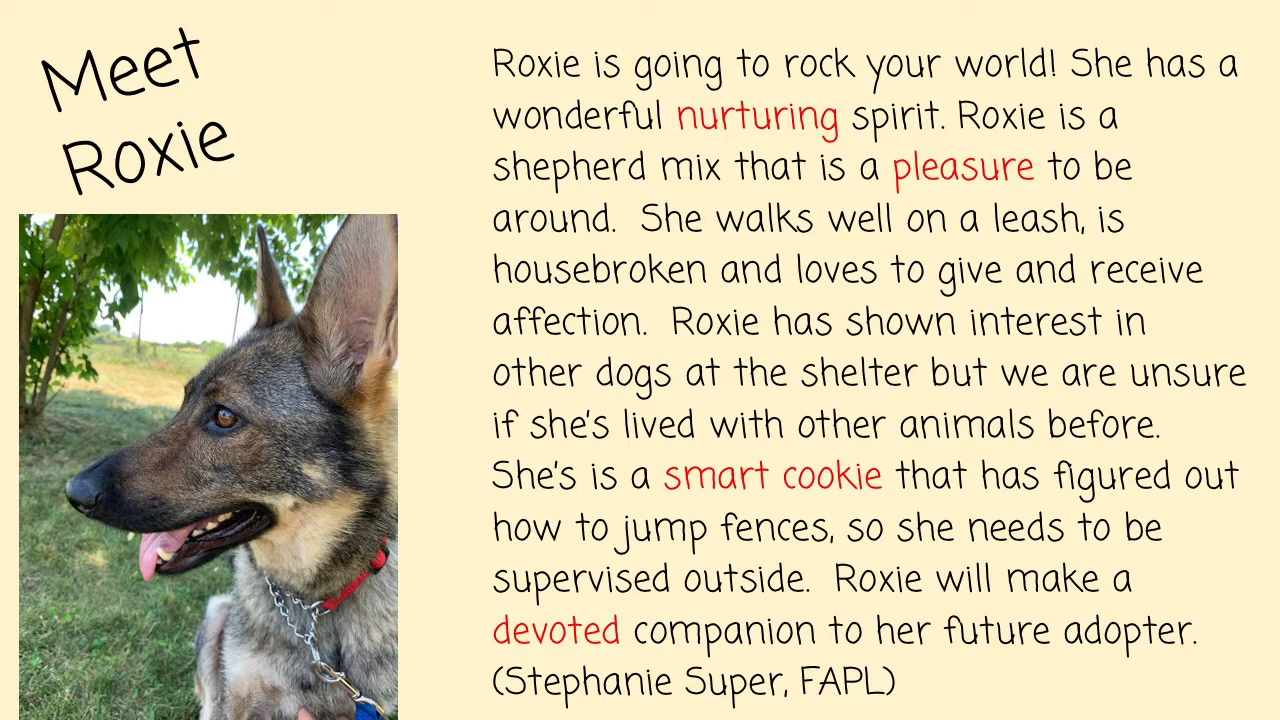 Meet
Roxie
Roxie is going to rock your world! She has a
wonderful nurturing spirit. Roxie is a
shepherd mix that is a pleasure to be
around.  She walks well on a leash, is
housebroken and loves to give and receive
affection.  Roxie has shown interest in
other dogs at the shelter but we are unsure
if she's lived with other animals before.
She's is a smart cookie that has figured out
how to jump fences, so she needs to be
supervised outside.  Roxie will make a
devoted companion to her future adopter.
(Stephanie Super, FAPL)